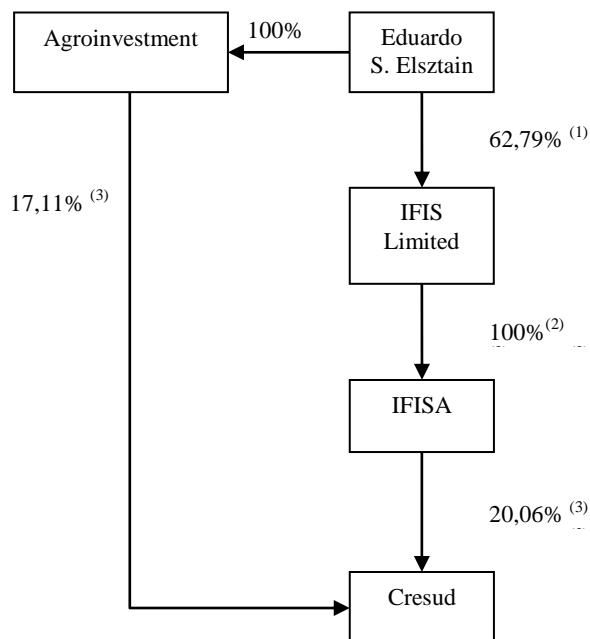 Agroinvestment
100%
Eduardo
S. Elsztain
62,79% (1)
17,11% (3)
IFIS
Limited
100% (2)
IFISA
20,06% (3)
Cresud